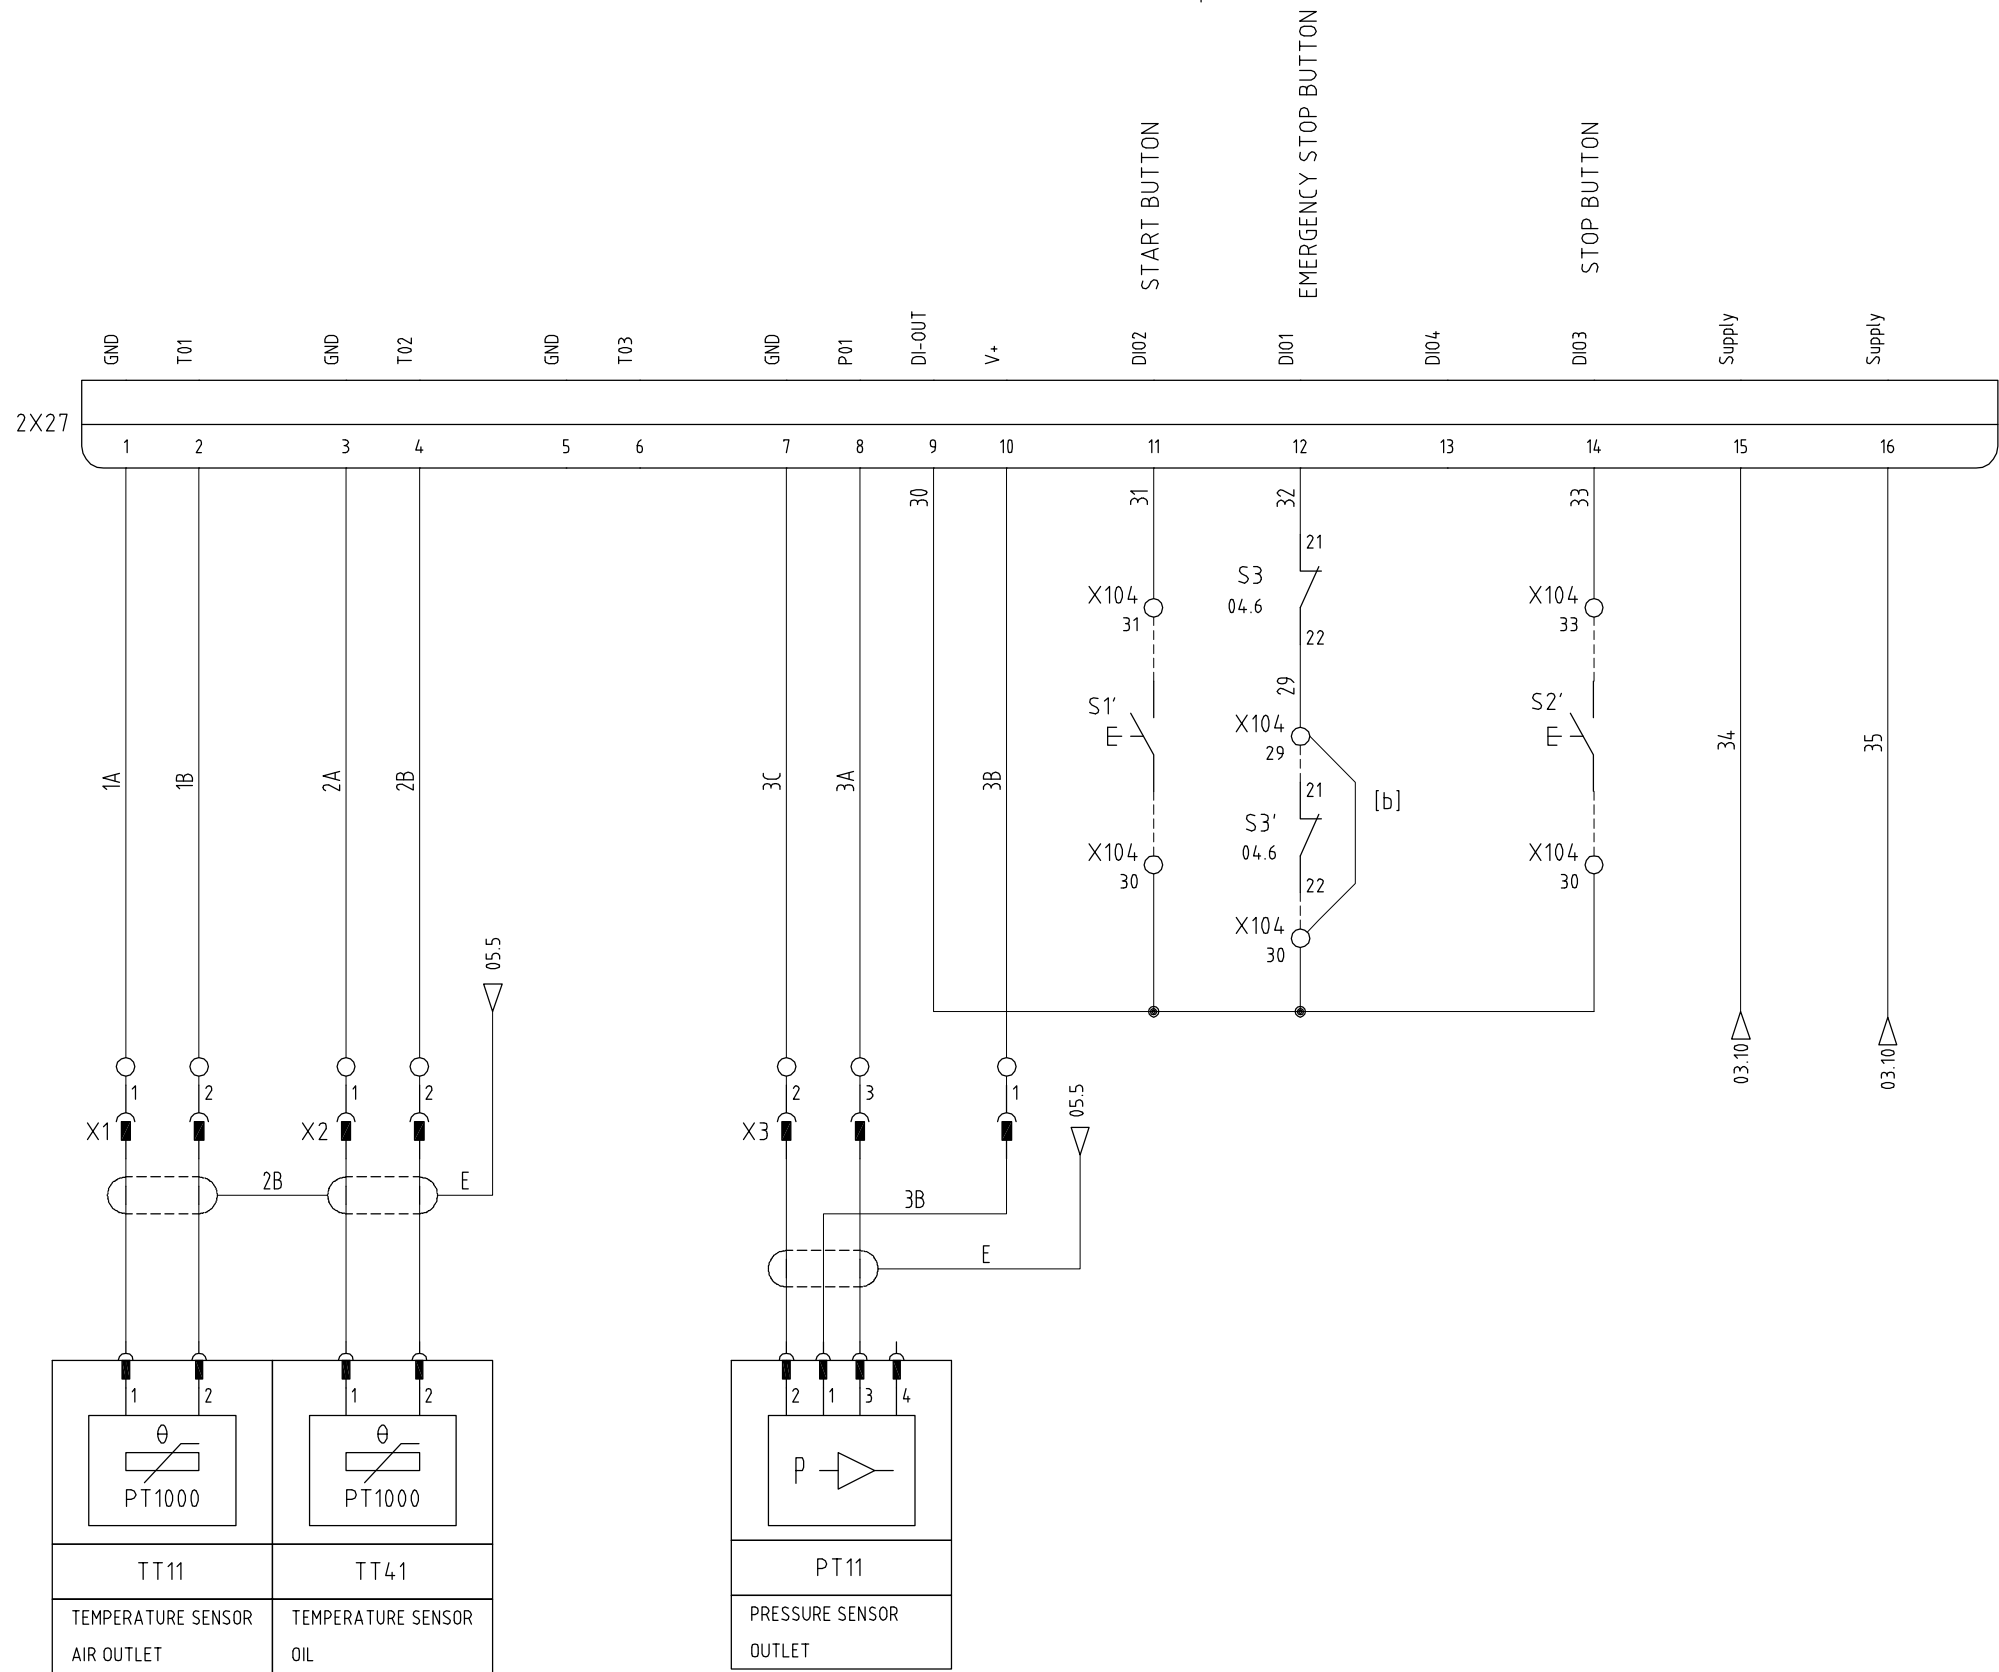 START BUTTON
EMERGENCY STOP BUTTON
STOP BUTTON
GND
T01
GND
T02
GND
T03
GND
P01
DI-OUT
V+
DI02
DI01
DI04
DI03
Supply
Supply
2X27
1
2
3
4
5
6
7
8
9
10
11
12
13
14
15
16
30
31
32
33
21
S3
04.6
22
X104
31
X104
33
29
S1'
S2'
X104
29
1A
1B
2A
2B
3C
3A
3B
34
35
21
[b]
S3'
04.6
22
X104
30
X104
30
X104
30
05.5
03.10
03.10
1
2
1
2
2
3
1
05.5
X1
X2
X3
2B
E
3B
E
1
2
1
2
2
1
3
4
θ
θ
P
PT1000
PT1000
TT11
TT41
PT11
TEMPERATURE SENSOR
AIR OUTLET
TEMPERATURE SENSOR
OIL
PRESSURE SENSOR
OUTLET